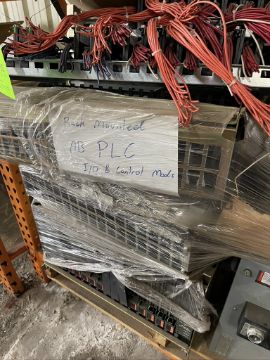 Rack Mounted
AB PLC
I/O & Control Mods